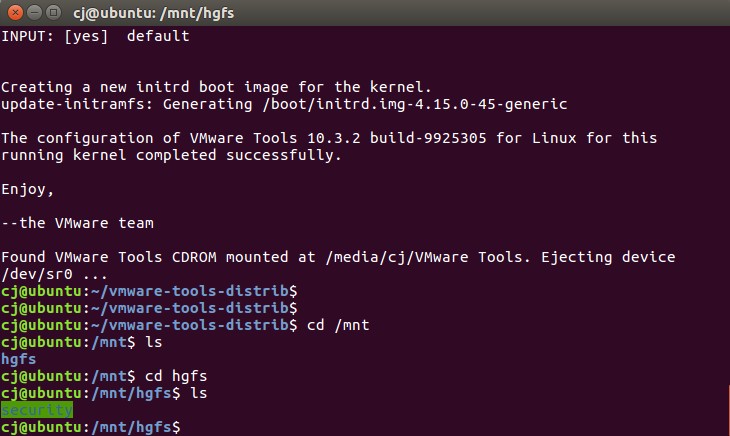 cj@ubuntu: /mnt/hgfs
INPUT: [yes]  default
Creating a new initrd boot image for the kernel.
update-initramfs: Generating /boot/initrd.img-4.15.0-45-generic
The configuration of VMware Tools 10.3.2 build-9925305 for Linux for this
running kernel completed successfully.
Enjoy,
--the VMware team
Found VMware Tools CDROM mounted at /media/cj/VMware Tools. Ejecting device
/dev/sr0 ...
cj@ubuntu:~/vmware-tools-distrib$
cj@ubuntu:~/vmware-tools-distrib$
cj@ubuntu:~/vmware-tools-distrib$ cd /mnt
cj@ubuntu:/mnt$ ls
hgfs
cj@ubuntu:/mnt$ cd hgfs
cj@ubuntu:/mnt/hgfs$ ls
security
cj@ubuntu:/mnt/hgfs$